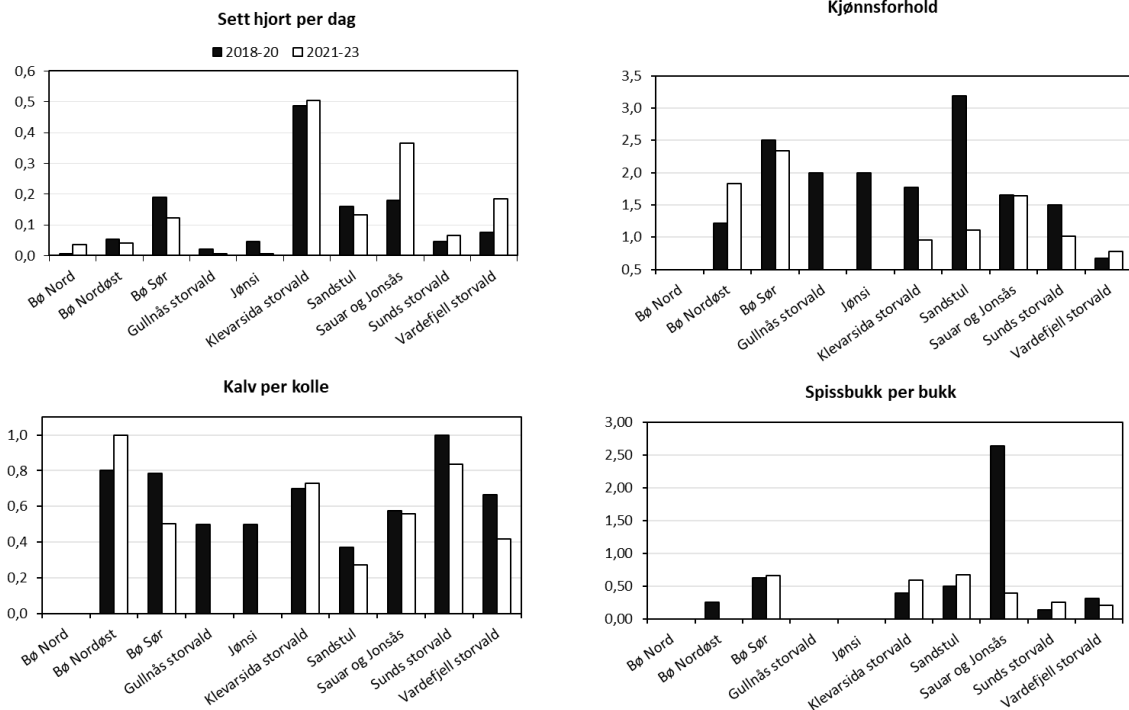 Sett hjort per dag
2018-20 2021-23
0,6
0,5
0,4
0,3
0,2
0,1
0,0
Bø Nord
Bø Nordøst
Bø Sør
Gullnås storvald
Jønsi
Klevarsida storvald
Sandstul
Sauar og Jonsås
Sunds storvald
Vardefjell storvald
Kjønnsforhold
3,5
3,0
2,5
2,0
1,5
1,0
0,5
Bø Nord
Bø Nordøst
Bø Sør
Gullnås storvald
Jønsi
Klevarsida storvald
Sandstul
Sauar og Jonsås
Sunds storvald
Vardefjell storvald
Kalv per kolle
1,0
0,8
0,6
0,4
0,2
0,0
Bø Nord
Bø Nordøst
Bø Sør
Gullnås storvald
Jønsi
Klevarsida storvald
Sandstul
Sauar og Jonsås
Sunds storvald
Vardefjell storvald
Spissbukk per bukk
3,00
2,50
2,00
1,50
1,00
0,50
0,00
Bø Nord
Bø Nordøst
Bø Sør
Gullnås storvald
Jønsi
Klevarsida storvald
Sandstul
Sauar og Jonsås
Sunds storvald
Vardefjell storvald